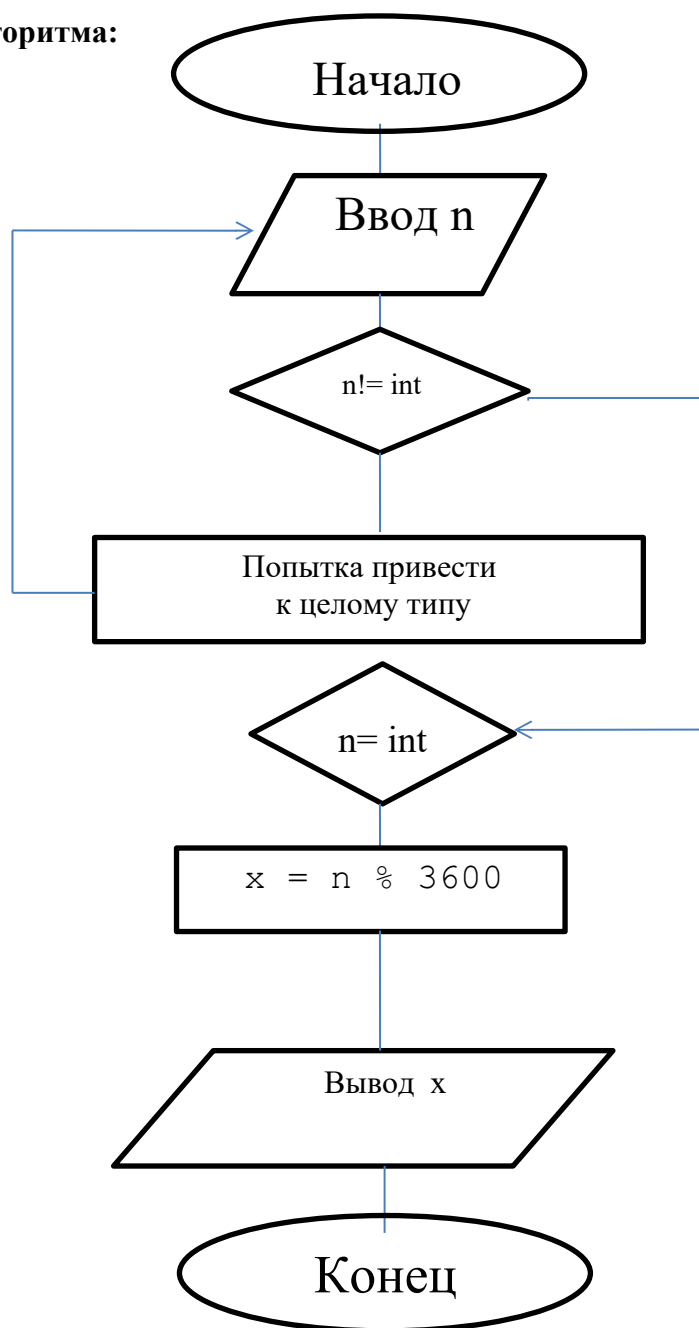 оритма:
Начало
Ввод n
n!= int
Попытка привести
к целому типу
n= int
x = n % 3600
Вывод x
Конец